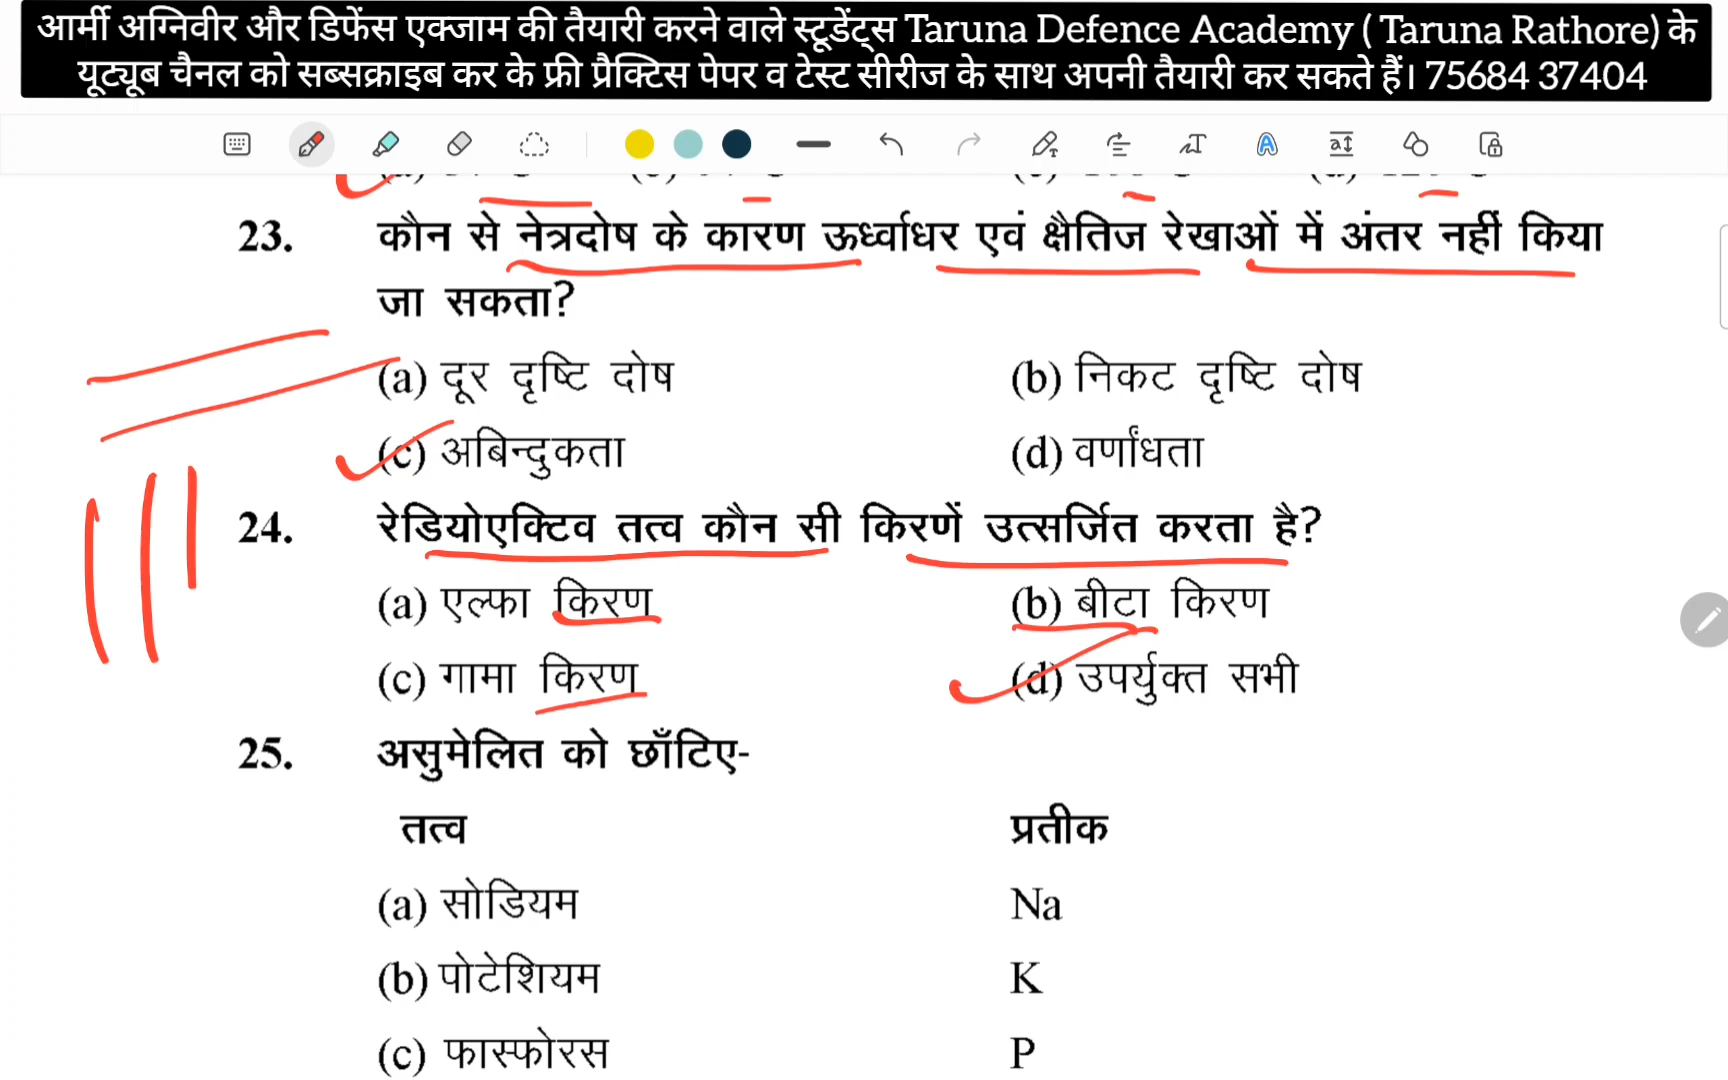 आर्मी अग्निवीर और डिफेंस एक्जाम की तैयारी करने वाले स्टूडेंट्स Taruna Defence Academy ( Taruna Rathore) के
यूट्यूब चैनल को सब्सक्राइब कर के फ्री प्रैक्टिस पेपर व टेस्ट सीरीज के साथ अपनी तैयारी कर सकते हैं। 75684 37404
23. कौन से नेत्रदोष के कारण ऊर्ध्वाधर एवं क्षैतिज रेखाओं में अंतर नहीं किया
जा सकता?
(a) दूर दृष्टि दोष (b) निकट दृष्टि दोष
(c) अबिन्दुकता (d) वर्णांधता
24. रेडियोएक्टिव तत्व कौन सी किरणें उत्सर्जित करता है?
(a) एल्फा किरण (b) बीटा किरण
(c) गामा किरण (d) उपर्युक्त सभी
25. असुमेलित को छाँटिए-
तत्व प्रतीक
(a) सोडियम Na
(b) पोटेशियम K
(c) फास्फोरस P